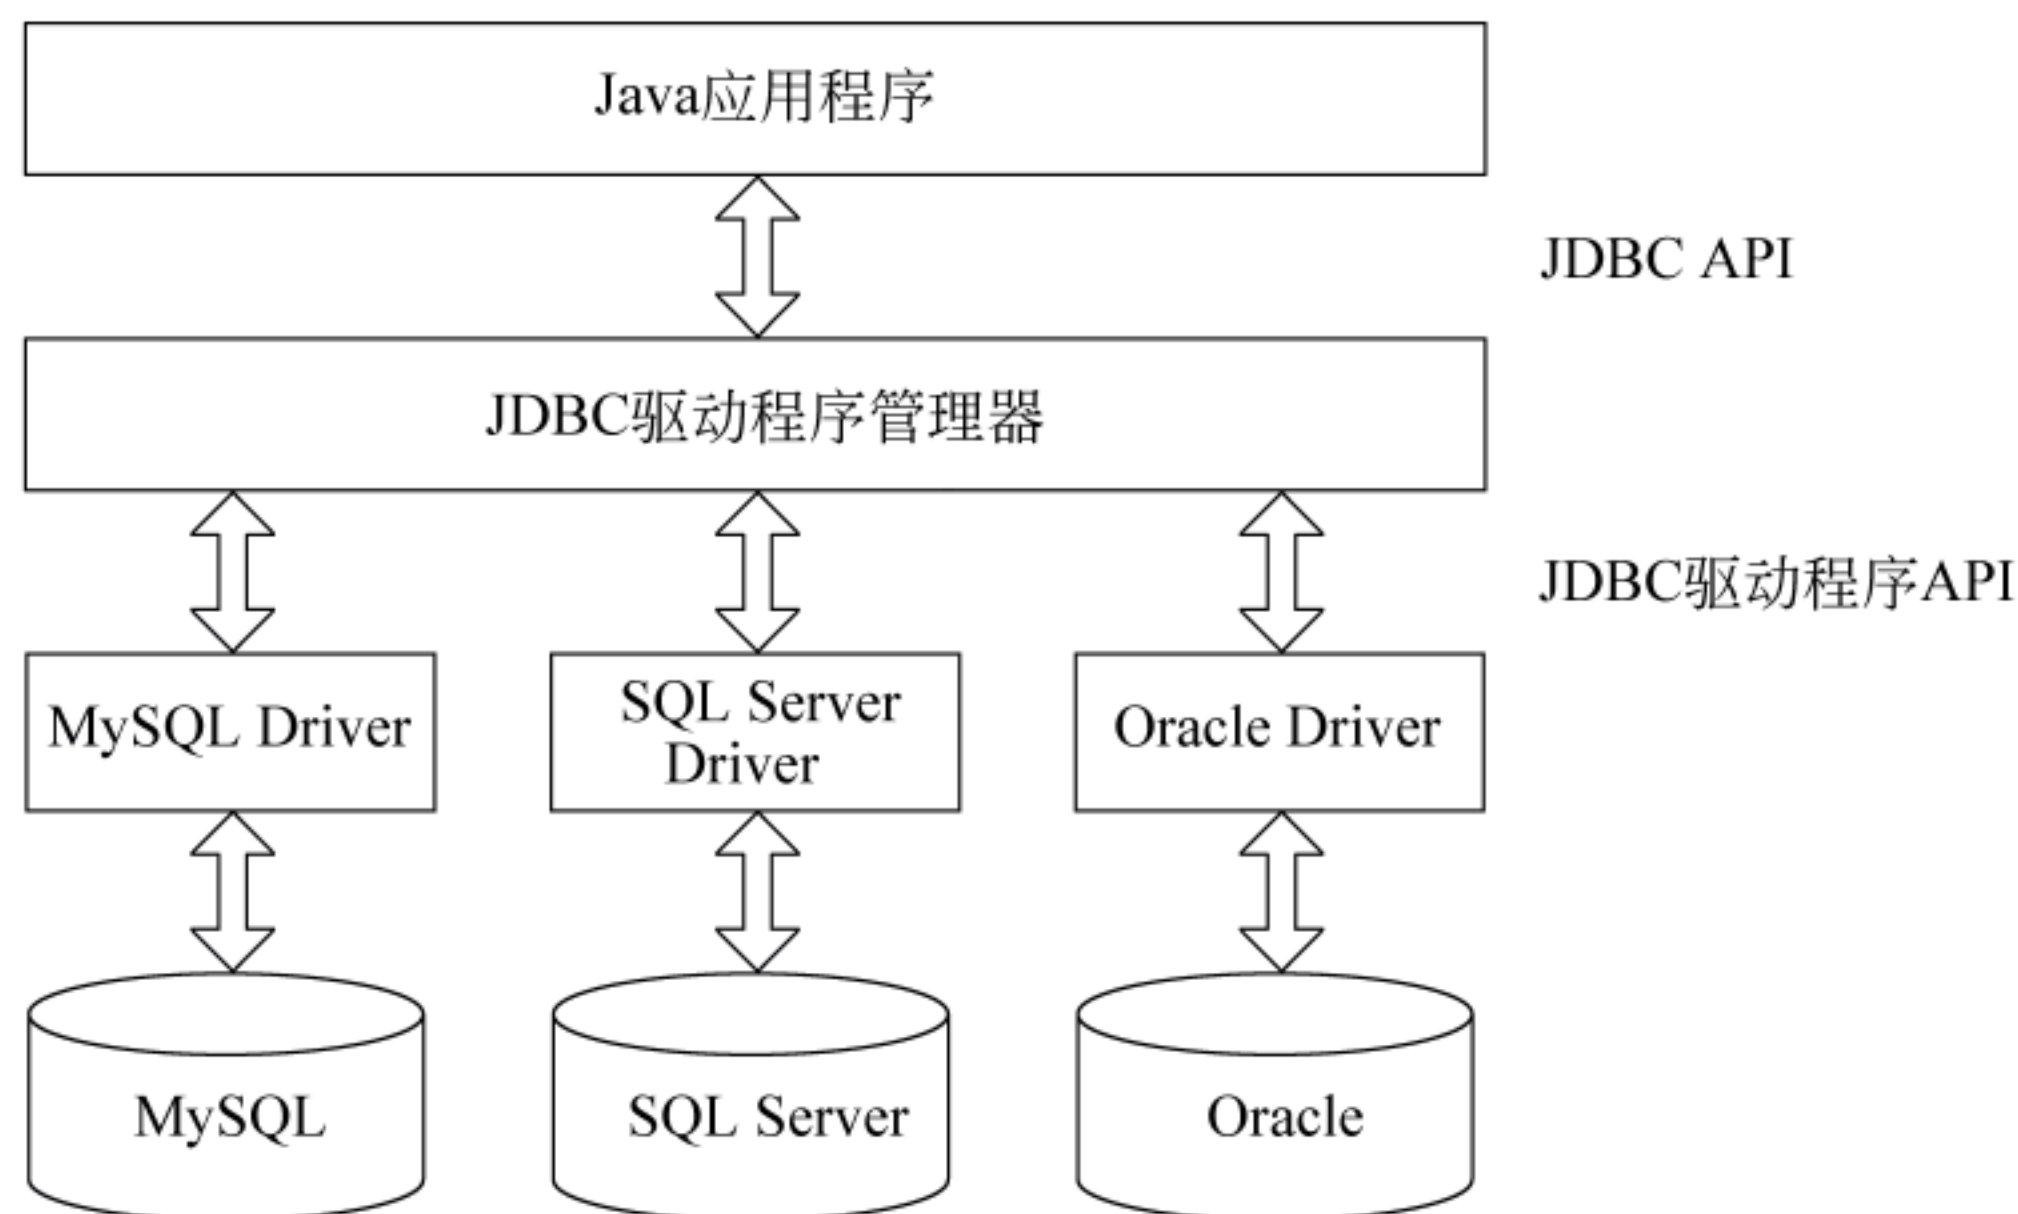 Java应用程序
JDBC API
JDBC驱动程序管理器
JDBC驱动程序API
MySQL Driver
SQL Server
Driver
Oracle Driver
MySQL
SQL Server
Oracle